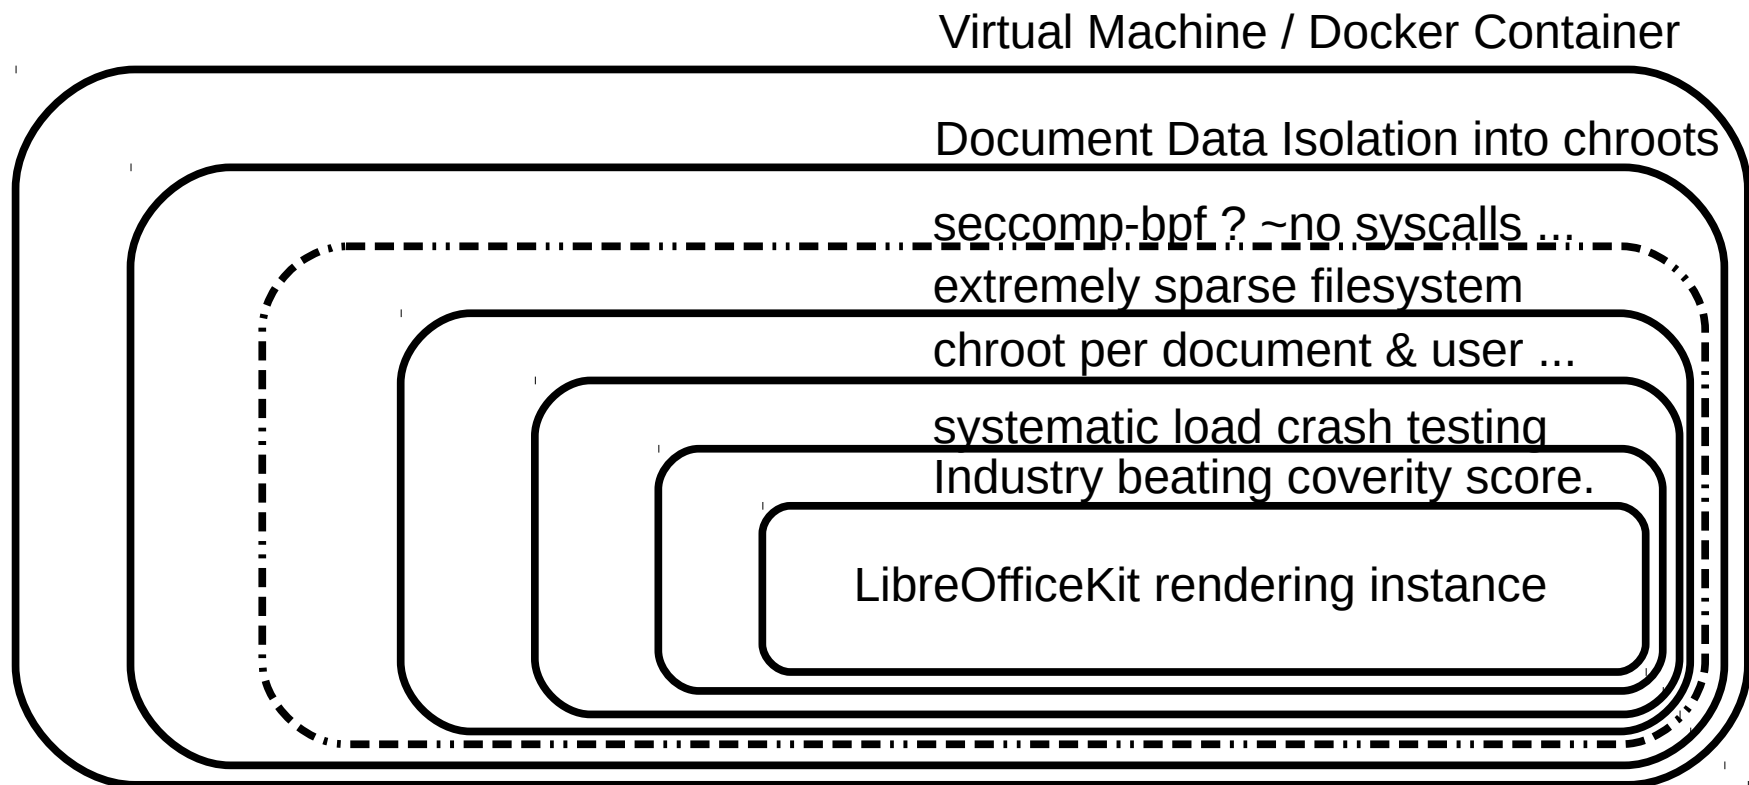 Virtual Machine / Docker Container
Document Data Isolation into chroots
seccomp-bpf ? ~no syscalls ...
extremely sparse filesystem
chroot per document & user ...
systematic load crash testing
Industry beating coverity score.
LibreOfficeKit rendering instance